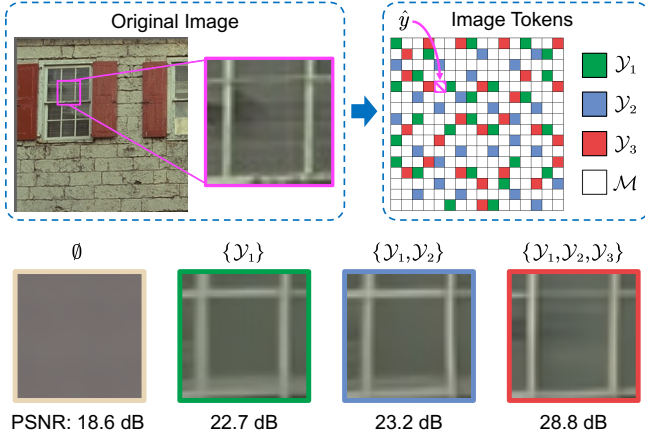 Original Image
Image Tokens
ŷ
𝒴₁
𝒴₂
𝒴₃
ℳ
∅
{𝒴₁}
{𝒴₁,𝒴₂}
{𝒴₁,𝒴₂,𝒴₃}
PSNR: 18.6 dB
22.7 dB
23.2 dB
28.8 dB